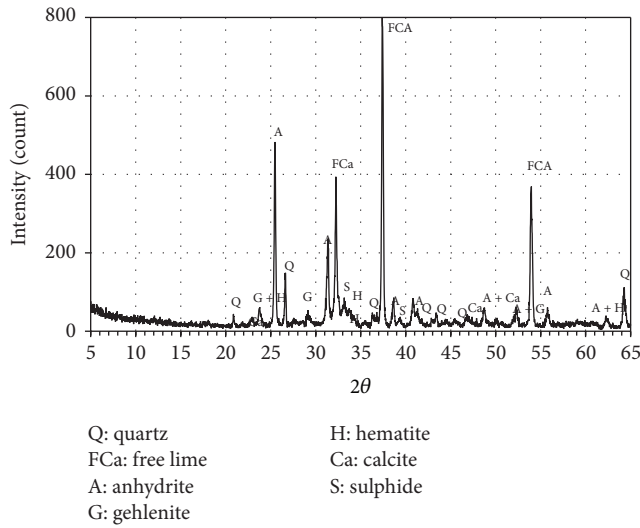 800
FCA
600
Intensity (count)
A
400
FCa
FCA
A
Q
200
Q
G + H
G
S
H
A
A
A + Ca
A
Q
Q
Q
Q
Q
Ca
S
+ G
A + H
0
5 10 15 20 25 30 35 40 45 50 55 60 65
2θ
Q: quartz
H: hematite
FCa: free lime
Ca: calcite
A: anhydrite
S: sulphide
G: gehlenite